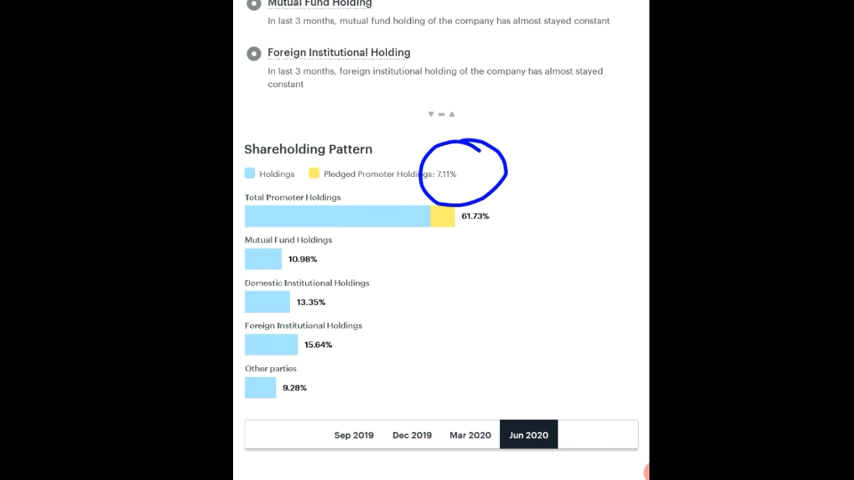 Mutual Fund Holding
In last 3 months, mutual fund holding of the company has almost stayed constant
Foreign Institutional Holding
In last 3 months, foreign institutional holding of the company has almost stayed
constant
Shareholding Pattern
Holdings Pledged Promoter Holdings: 7.11%
Total Promoter Holdings
61.73%
Mutual Fund Holdings
10.98%
Domestic Institutional Holdings
13.35%
Foreign Institutional Holdings
15.64%
Other parties
9.28%
Sep 2019 Dec 2019 Mar 2020 Jun 2020